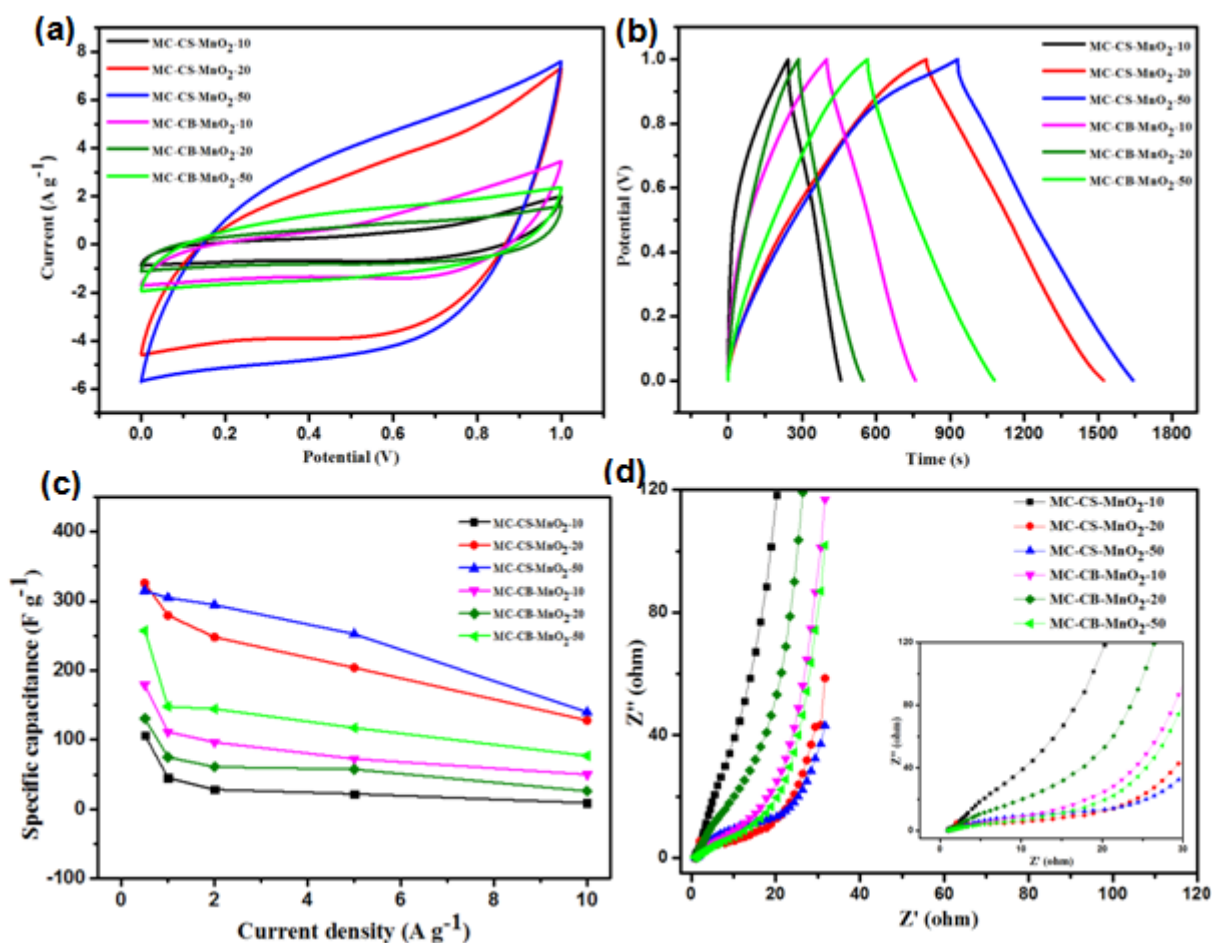 (a)
MC-CS-MnO2-10
MC-CS-MnO2-20
MC-CS-MnO2-50
MC-CB-MnO2-10
MC-CB-MnO2-20
MC-CB-MnO2-50
8
6
4
2
0
-2
-4
-6
Current (A g-1)
0.0 0.2 0.4 0.6 0.8 1.0
Potential (V)
(b)
MC-CS-MnO2-10
MC-CS-MnO2-20
MC-CS-MnO2-50
MC-CB-MnO2-10
MC-CB-MnO2-20
MC-CB-MnO2-50
1.0
0.8
0.6
0.4
0.2
0.0
Potential (V)
0 300 600 900 1200 1500 1800
Time (s)
(c)
MC-CS-MnO2-10
MC-CS-MnO2-20
MC-CS-MnO2-50
MC-CB-MnO2-10
MC-CB-MnO2-20
MC-CB-MnO2-50
400
300
200
100
0
-100
Specific capacitance (F g-1)
0 2 4 6 8 10
Current density (A g-1)
(d)
MC-CS-MnO2-10
MC-CS-MnO2-20
MC-CS-MnO2-50
MC-CB-MnO2-10
MC-CB-MnO2-20
MC-CB-MnO2-50
120
80
40
0
Z'' (ohm)
0 20 40 60 80 100 120
Z' (ohm)
120
80
40
0
Z'' (ohm)
0 10 20 30
Z' (ohm)